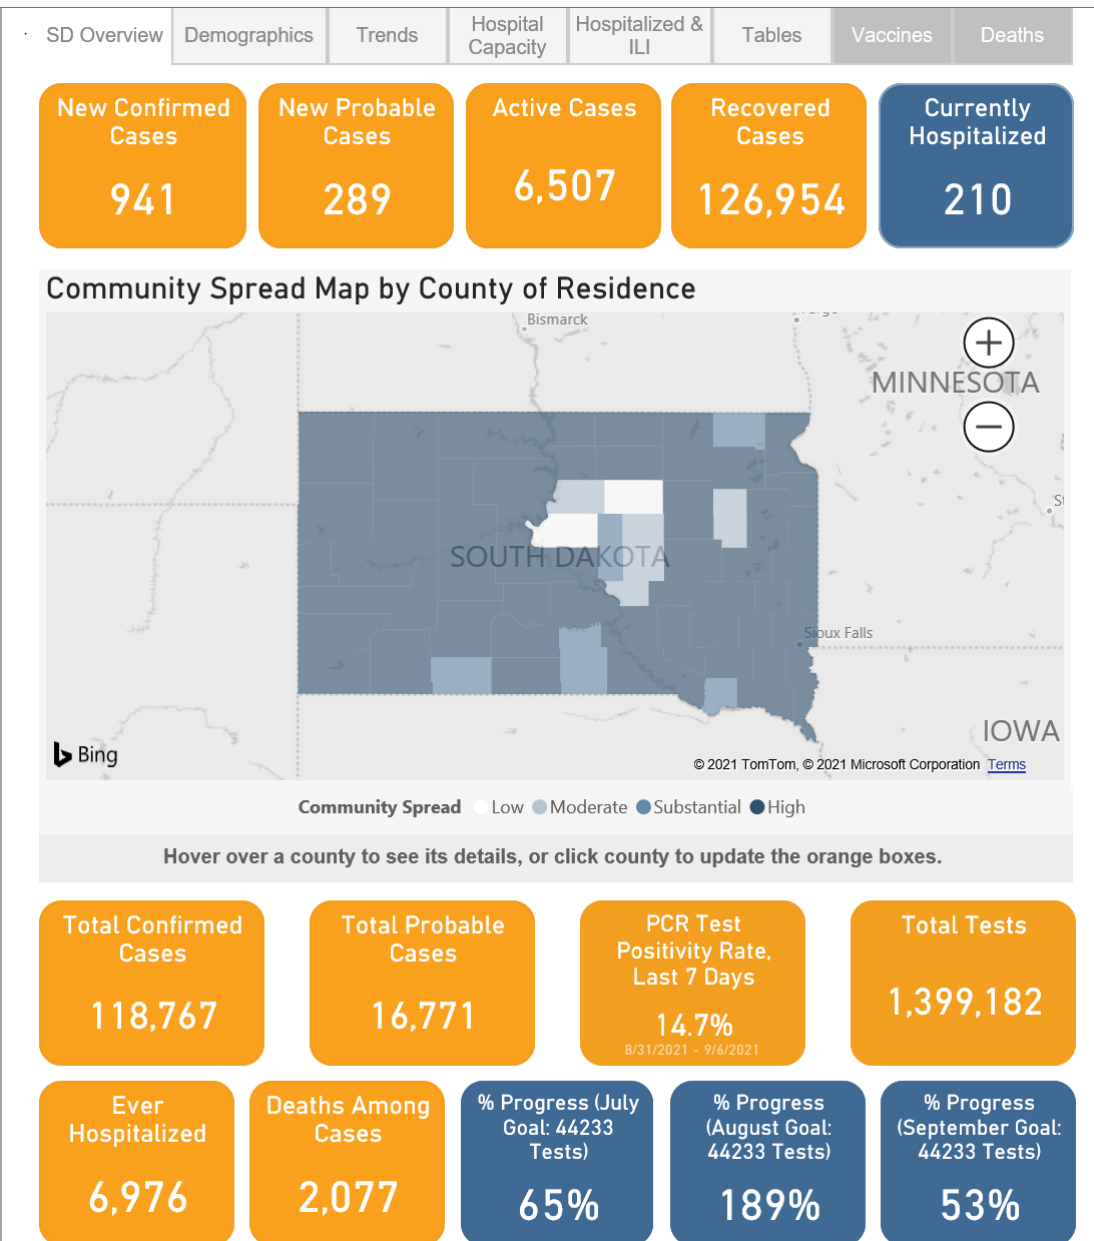 SD Overview
Demographics
Trends
Hospital
Capacity
Hospitalized &
ILI
Tables
Vaccines
Deaths
New Confirmed
Cases
941
New Probable
Cases
289
Active Cases
6,507
Recovered
Cases
126,954
Currently
Hospitalized
210
Community Spread Map by County of Residence
Bismarck
MINNESOTA
SOUTH DAKOTA
Sioux Falls
IOWA
Bing
© 2021 TomTom, © 2021 Microsoft Corporation Terms
Community Spread Low Moderate Substantial High
Hover over a county to see its details, or click county to update the orange boxes.
Total Confirmed
Cases
118,767
Total Probable
Cases
16,771
PCR Test
Positivity Rate,
Last 7 Days
14.7%
8/31/2021 - 9/6/2021
Total Tests
1,399,182
Ever
Hospitalized
6,976
Deaths Among
Cases
2,077
% Progress (July
Goal: 44233
Tests)
65%
% Progress
(August Goal:
44233 Tests)
189%
% Progress
(September Goal:
44233 Tests)
53%